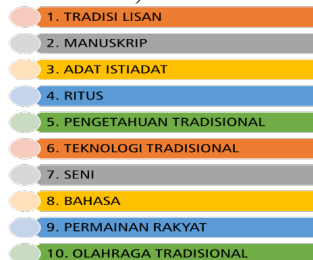 1. TRADISI LISAN
2. MANUSKRIP
3. ADAT ISTIADAT
4. RITUS
5. PENGETAHUAN TRADISIONAL
6. TEKNOLOGI TRADISIONAL
7. SENI
8. BAHASA
9. PERMAINAN RAKYAT
10. OLAHRAGA TRADISIONAL